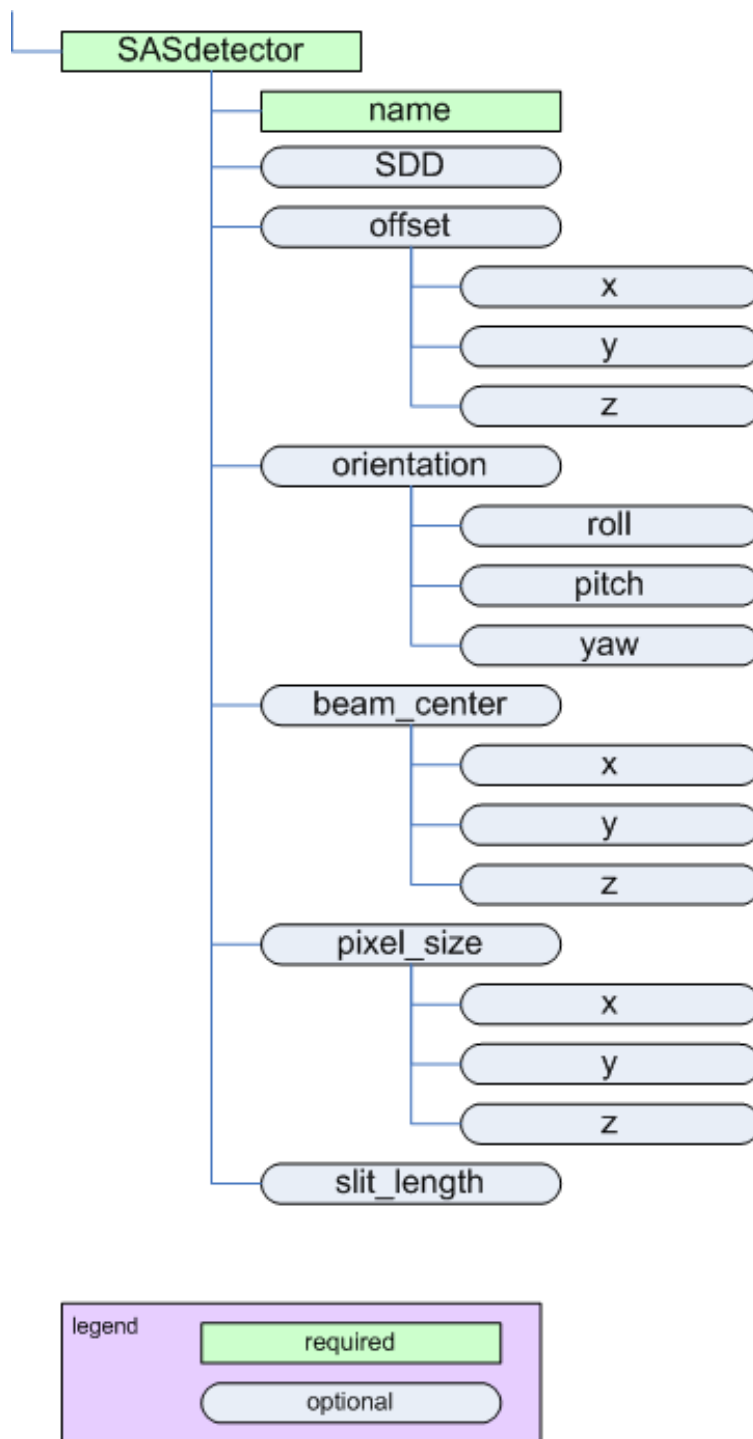 SASdetector
name
SDD
offset
x
y
z
orientation
roll
pitch
yaw
beam_center
x
y
z
pixel_size
x
y
z
slit_length
legend
required
optional